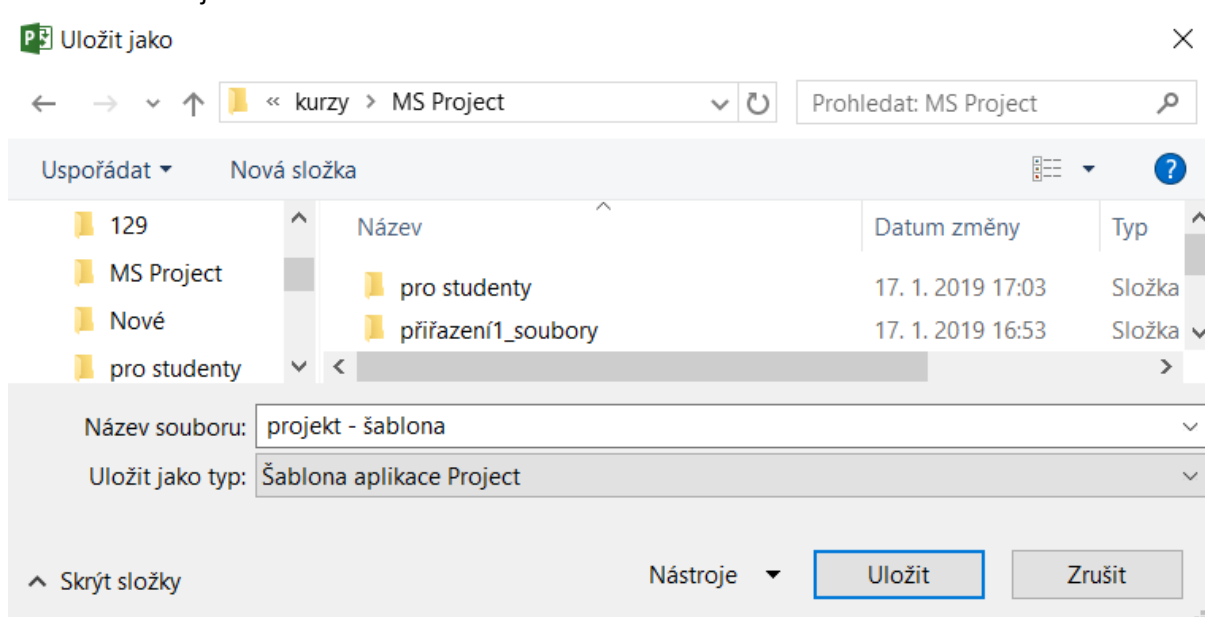 Uložit jako
« kurzy > MS Project
Prohledat: MS Project
Uspořádat Nová složka
129
MS Project
Nové
pro studenty
Název Datum změny Typ
pro studenty 17. 1. 2019 17:03 Složka
přiřazení1_soubory 17. 1. 2019 16:53 Složka
Název souboru: projekt - šablona
Uložit jako typ: Šablona aplikace Project
Skrýt složky Nástroje Uložit Zrušit